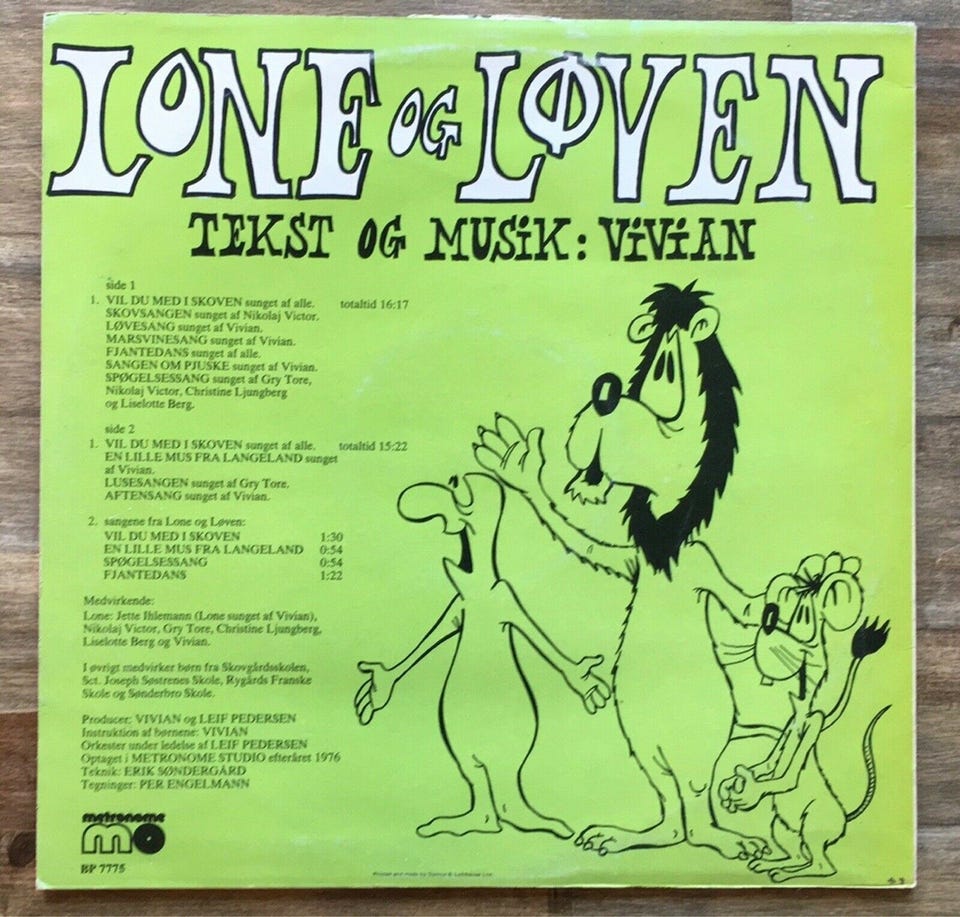 LONE OG LØVEN
TEKST OG MUSIK: VIVIAN
side 1
1. VIL DU MED I SKOVEN sunget af alle. totaltid 16:17
SKOVSANGEN sunget af Nikolaj Victor.
LØVESANG sunget af Vivian.
MARSVINESANG sunget af Vivian.
FJANTEDANS sunget af alle.
SANGEN OM PJUSKE sunget af Vivian.
SPØGELSESSANG sunget af Gry Tore,
Nikolaj Victor, Christine Ljungberg
og Liselotte Berg.
side 2
1. VIL DU MED I SKOVEN sunget af alle. totaltid 15:22
EN LILLE MUS FRA LANGELAND sunget
af Vivian.
LUSESANGEN sunget af Gry Tore.
AFTENSANG sunget af Vivian.
2. sangene fra Lone og Løven:
VIL DU MED I SKOVEN 1:30
EN LILLE MUS FRA LANGELAND 0:54
SPØGELSESSANG 0:54
FJANTEDANS 1:22
Medvirkende:
Lone: Jette Ihlemann (Lone sunget af Vivian),
Nikolaj Victor, Gry Tore, Christine Ljungberg,
Liselotte Berg og Vivian.
I øvrigt medvirker børn fra Skovgårdsskolen,
Sct. Joseph Søstrenes Skole, Rygårds Franske
Skole og Sønderbro Skole.
Producer: VIVIAN og LEIF PEDERSEN
Instruktion af børnene: VIVIAN
Orkester under ledelse af LEIF PEDERSEN
Optaget i METRONOME STUDIO efteråret 1976
Teknik: ERIK SØNDERGÅRD
Tegninger: PER ENGELMANN
metronome
mo
BP 7775
Printed and made by